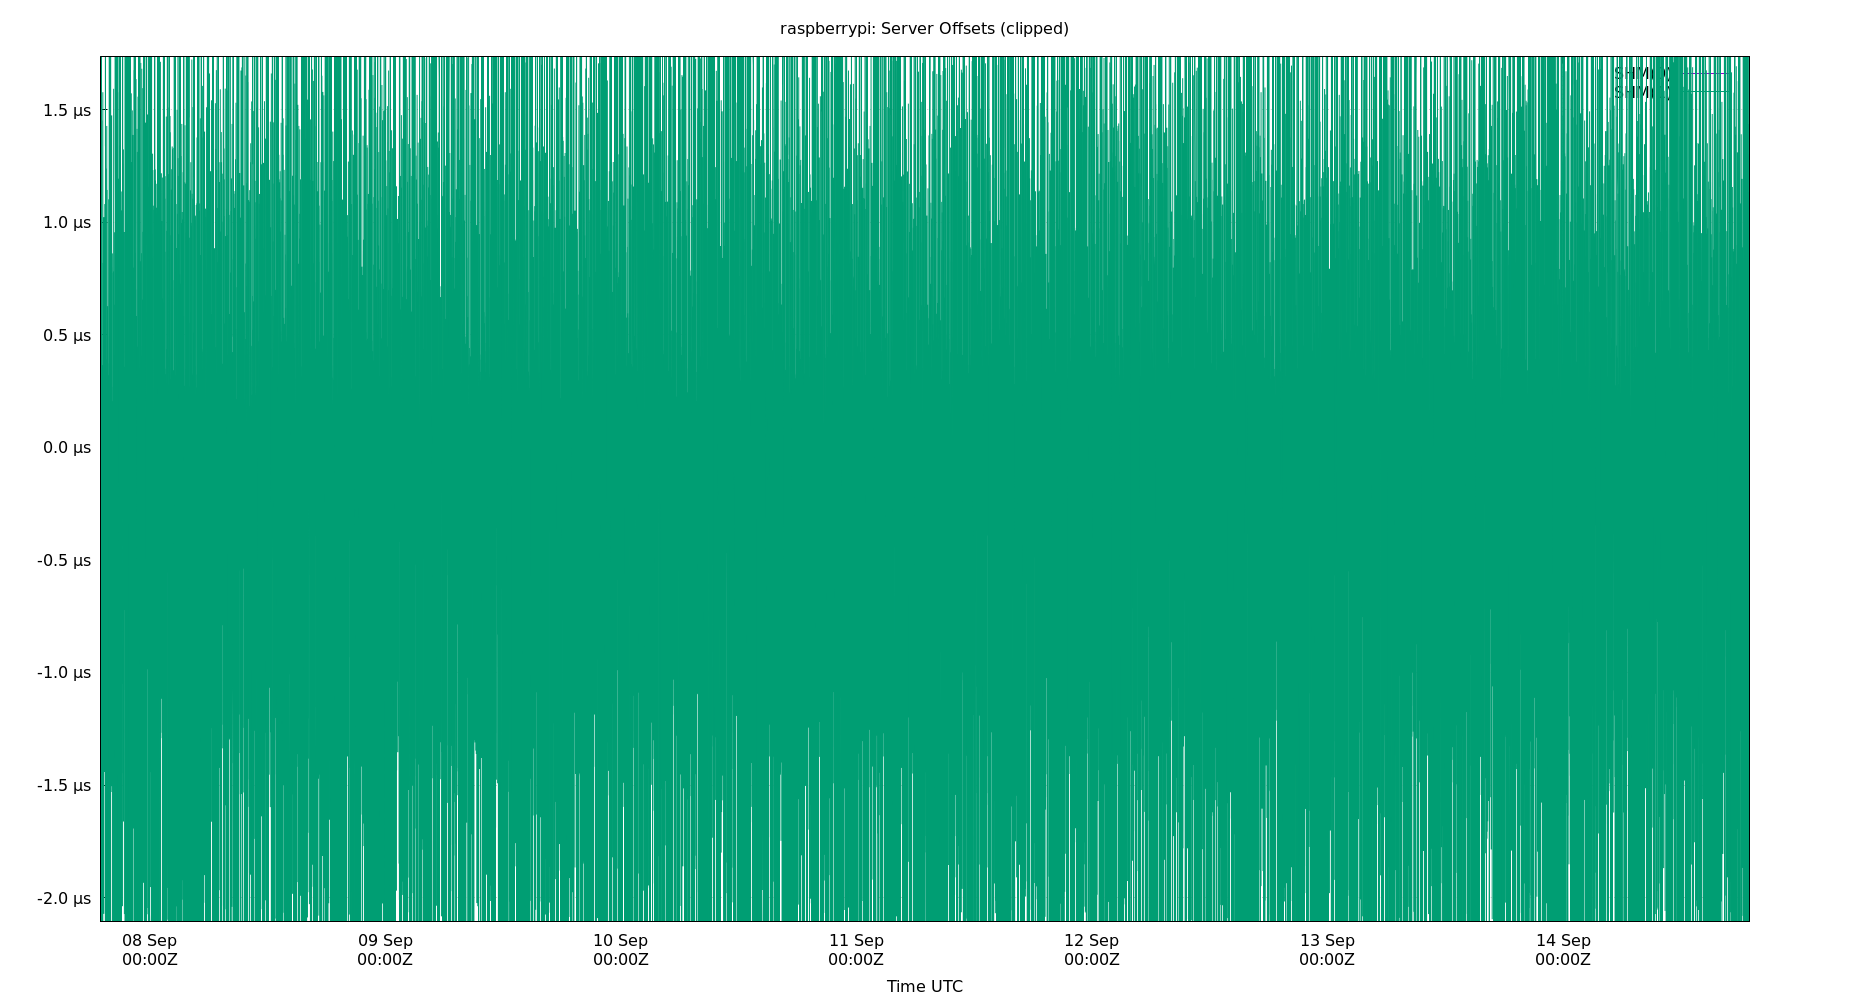 raspberrypi: Server Offsets (clipped)
1.5 µs
1.0 µs
0.5 µs
0.0 µs
-0.5 µs
-1.0 µs
-1.5 µs
-2.0 µs
08 Sep
00:00Z
09 Sep
00:00Z
10 Sep
00:00Z
11 Sep
00:00Z
12 Sep
00:00Z
13 Sep
00:00Z
14 Sep
00:00Z
Time UTC